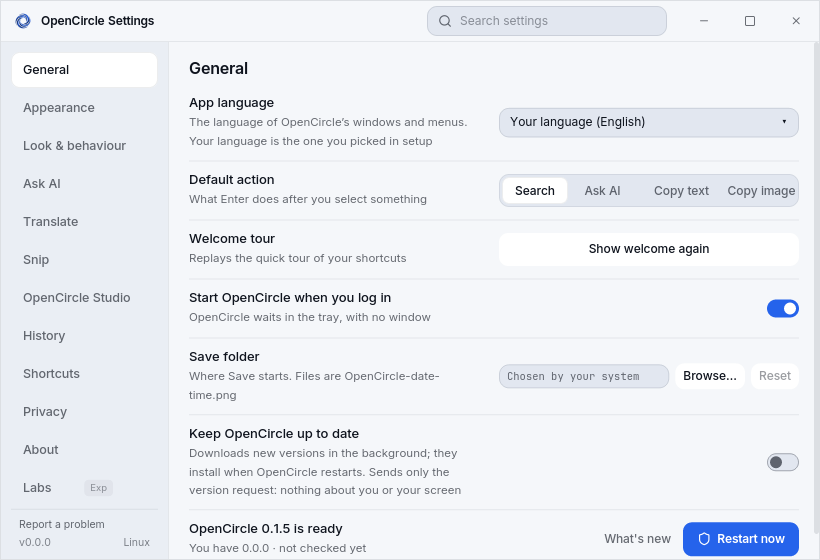 OpenCircle Settings
Search settings
General
Appearance
Look & behaviour
Ask AI
Translate
Snip
OpenCircle Studio
History
Shortcuts
Privacy
About
Labs Exp
Report a problem
v0.0.0 Linux
General
App language
The language of OpenCircle's windows and menus.
Your language is the one you picked in setup
Your language (English)
Default action
What Enter does after you select something
Search Ask AI Copy text Copy image
Welcome tour
Replays the quick tour of your shortcuts
Show welcome again
Start OpenCircle when you log in
OpenCircle waits in the tray, with no window
Save folder
Where Save starts. Files are OpenCircle-date-
time.png
Chosen by your system Browse... Reset
Keep OpenCircle up to date
Downloads new versions in the background; they
install when OpenCircle restarts. Sends only the
version request: nothing about you or your screen
OpenCircle 0.1.5 is ready
You have 0.0.0 · not checked yet
What's new Restart now